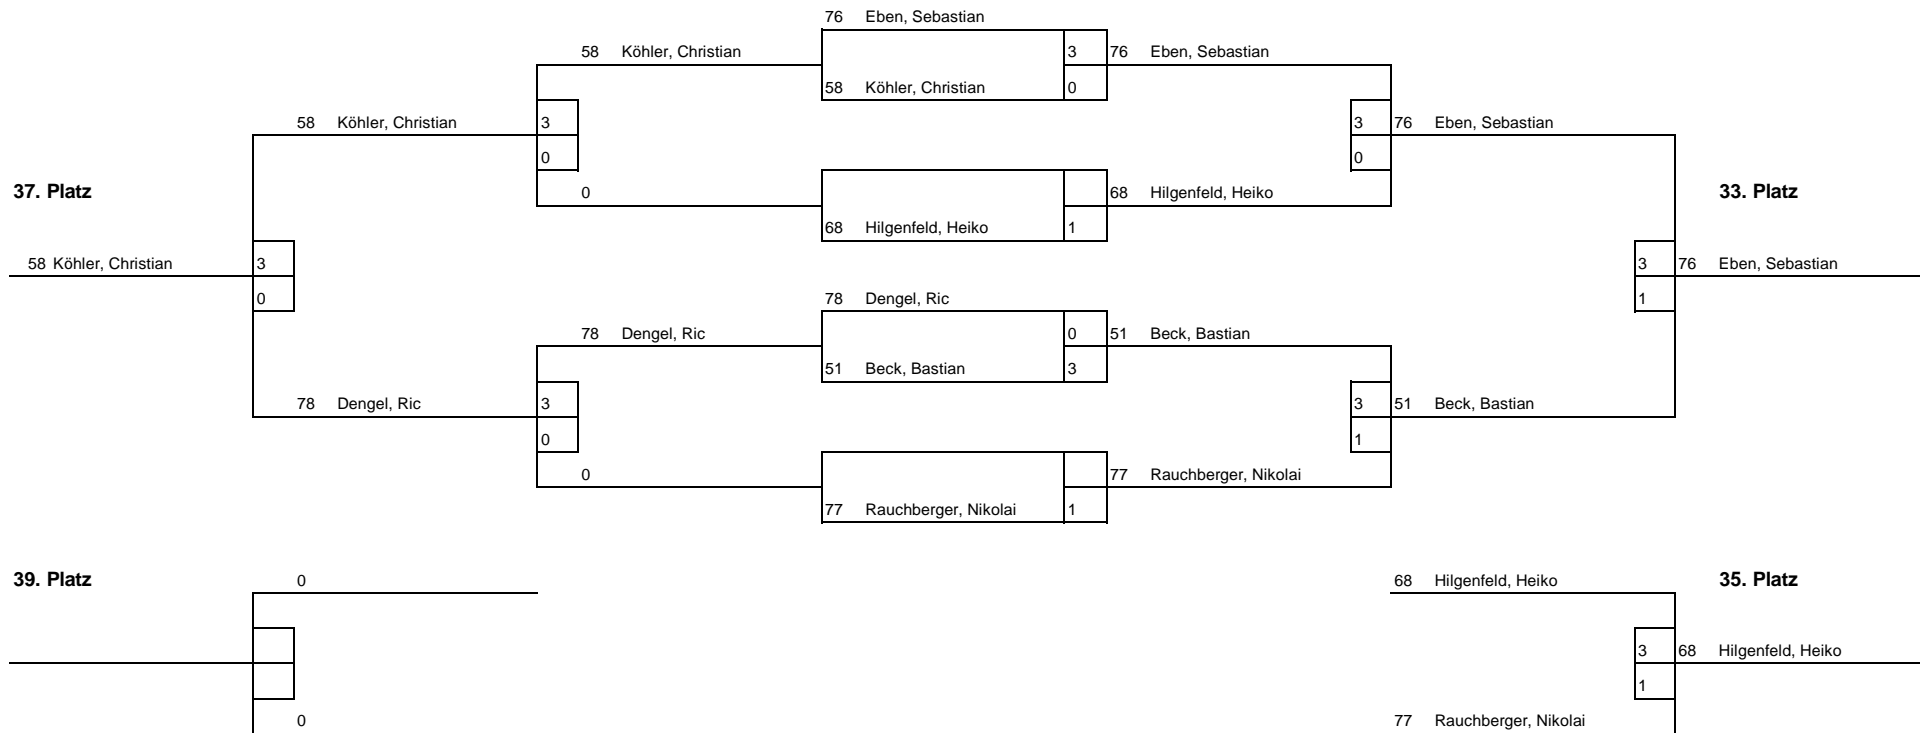 76 Eben, Sebastian
58 Köhler, Christian 3 76 Eben, Sebastian
58 Köhler, Christian 0
58 Köhler, Christian 3 3 76 Eben, Sebastian
0 0
37. Platz 0 68 Hilgenfeld, Heiko 33. Platz
68 Hilgenfeld, Heiko 1
58 Köhler, Christian 3 3 76 Eben, Sebastian
0 78 Dengel, Ric 1
78 Dengel, Ric 0 51 Beck, Bastian
51 Beck, Bastian 3
78 Dengel, Ric 3 3 51 Beck, Bastian
0 1
0 77 Rauchberger, Nikolai
77 Rauchberger, Nikolai 1
39. Platz 0 68 Hilgenfeld, Heiko 35. Platz
3 68 Hilgenfeld, Heiko
1
0 77 Rauchberger, Nikolai